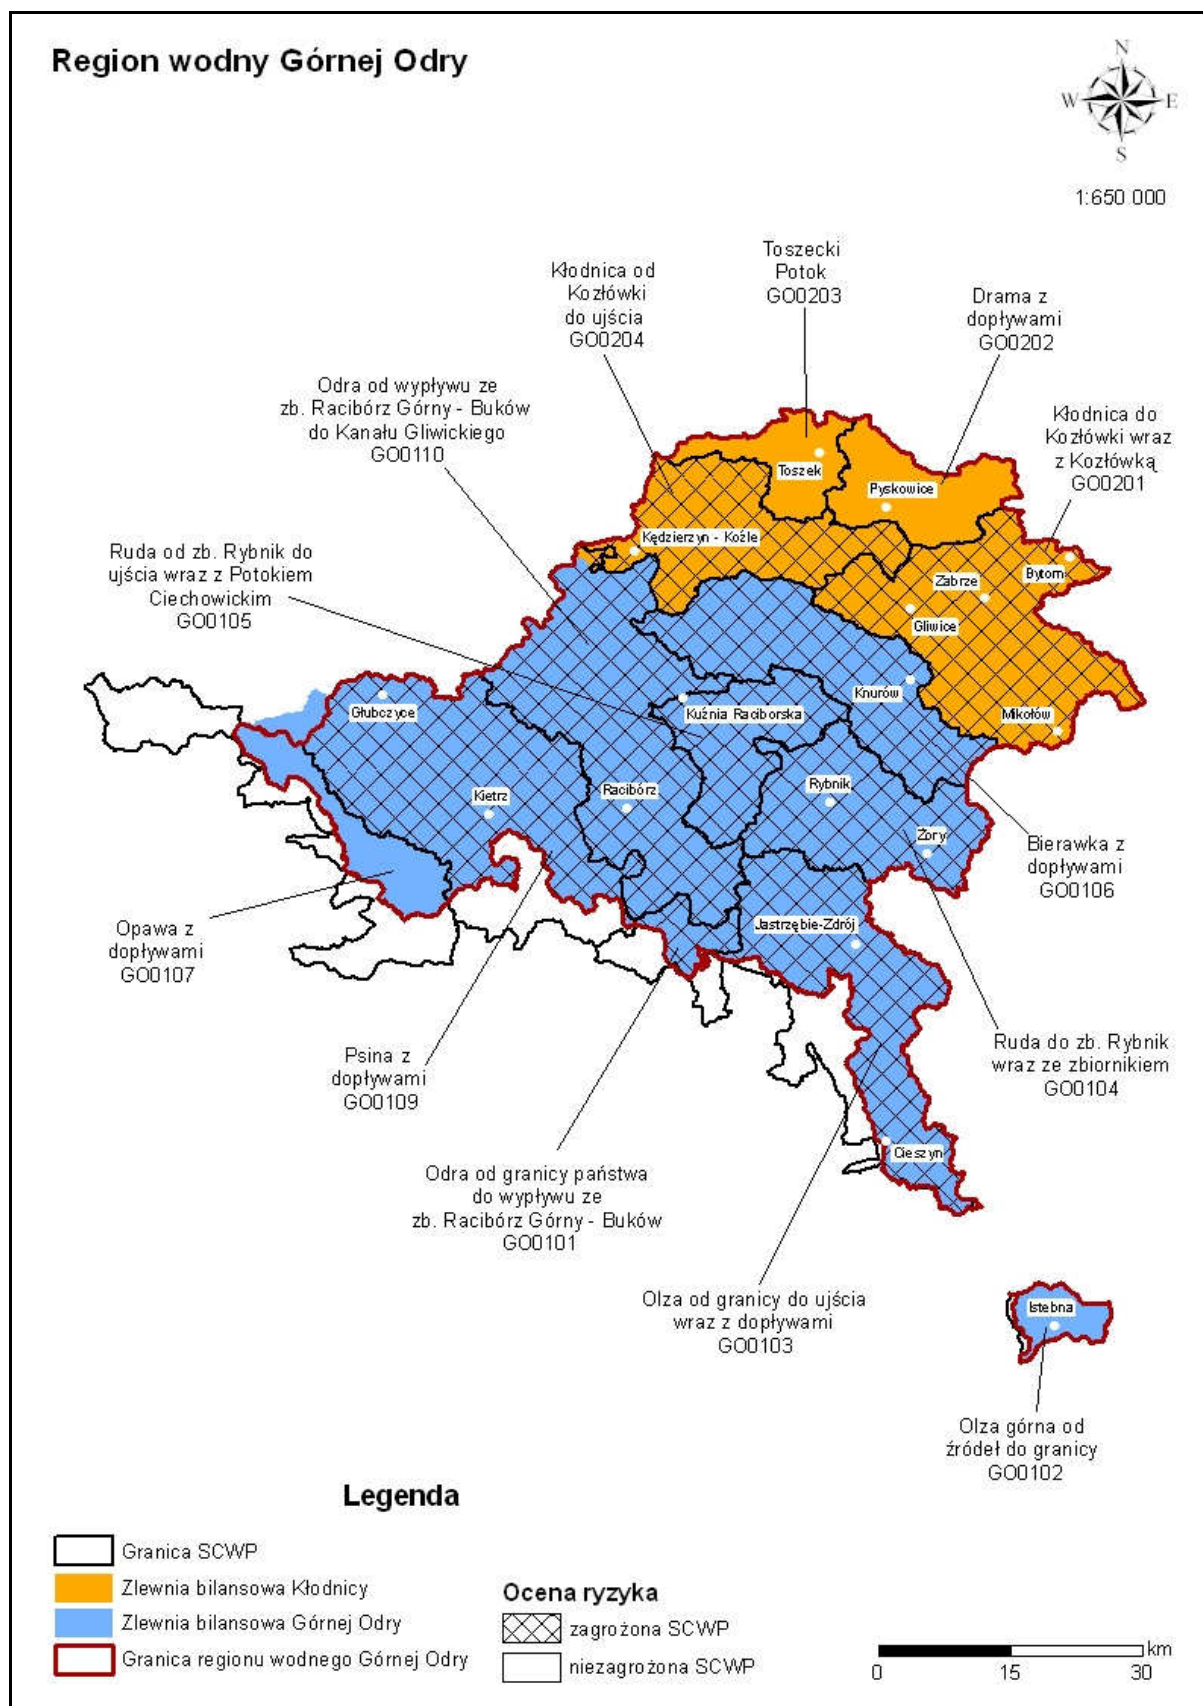 Region wodny Górnej Odry
N
W
E
S
1:650 000
Toszecki
Potok
GO0203
Kłodnica od
Kozłówki
do ujścia
GO0204
Drama z
dopływami
GO0202
Odra od wypływu ze
zb. Racibórz Górny - Buków
do Kanału Gliwickiego
GO0110
Kłodnica do
Kozłówki wraz
z Kozłówką
GO0201
Ruda od zb. Rybnik do
ujścia wraz z Potokiem
Ciechowickim
GO0105
Toszek
Pyskowice
Kędzierzyn - Koźle
Bytom
Zabrze
Gliwice
Knurów
Głubczyce
Kuźnia Raciborska
Mikołów
Kietrz
Racibórz
Rybnik
Żory
Bierawka z
dopływami
GO0106
Opawa z
dopływami
GO0107
Jastrzębie-Zdrój
Psina z
dopływami
GO0109
Ruda do zb. Rybnik
wraz ze zbiornikiem
GO0104
Cieszyn
Odra od granicy państwa
do wypływu ze
zb. Racibórz Górny - Buków
GO0101
Olza od granicy do ujścia
wraz z dopływami
GO0103
Istebna
Olza górna od
źródeł do granicy
GO0102
Legenda
Granica SCWP
Zlewnia bilansowa Kłodnicy
Zlewnia bilansowa Górnej Odry
Granica regionu wodnego Górnej Odry
Ocena ryzyka
zagrożona SCWP
niezagrożona SCWP
km
0
15
30